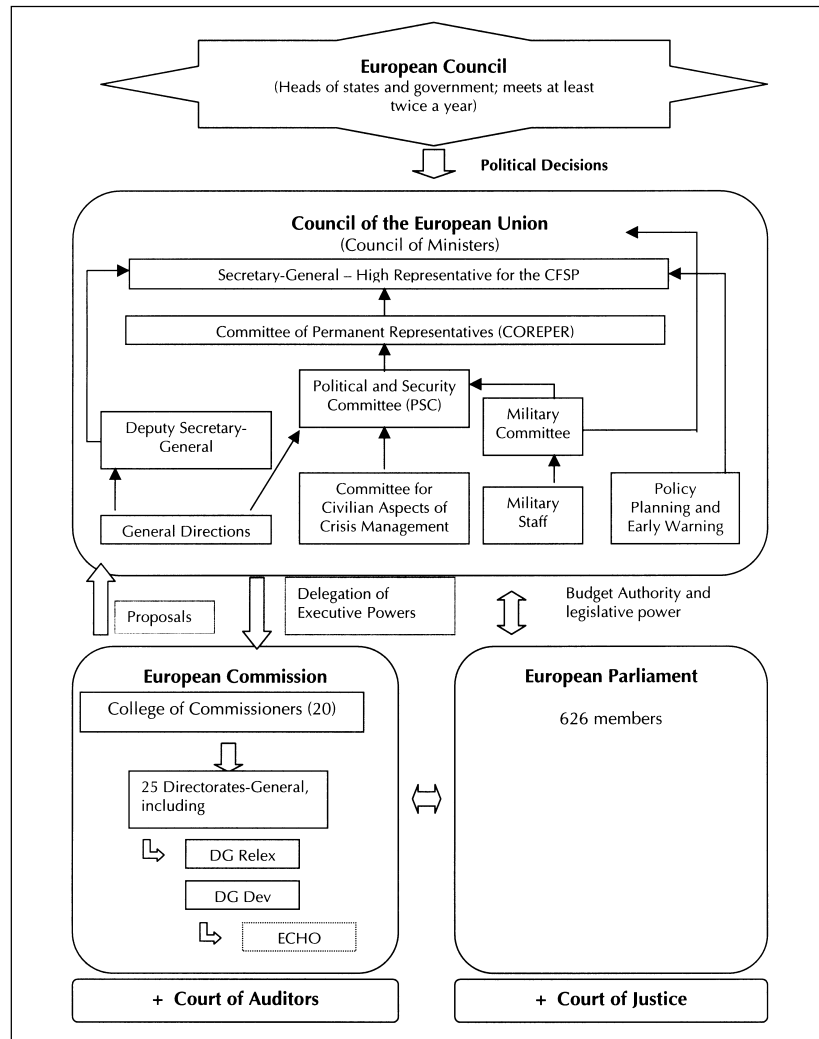 European Council
(Heads of states and government; meets at least
twice a year)
Political Decisions
Council of the European Union
(Council of Ministers)
Secretary-General – High Representative for the CFSP
Committee of Permanent Representatives (COREPER)
Political and Security
Committee (PSC)
Military
Committee
Deputy Secretary-
General
Committee for
Civilian Aspects of
Crisis Management
Military
Staff
Policy
Planning and
Early Warning
General Directions
Proposals
Delegation of
Executive Powers
Budget Authority and
legislative power
European Commission
College of Commissioners (20)
25 Directorates-General,
including
DG Relex
DG Dev
ECHO
European Parliament
626 members
+ Court of Auditors
+ Court of Justice